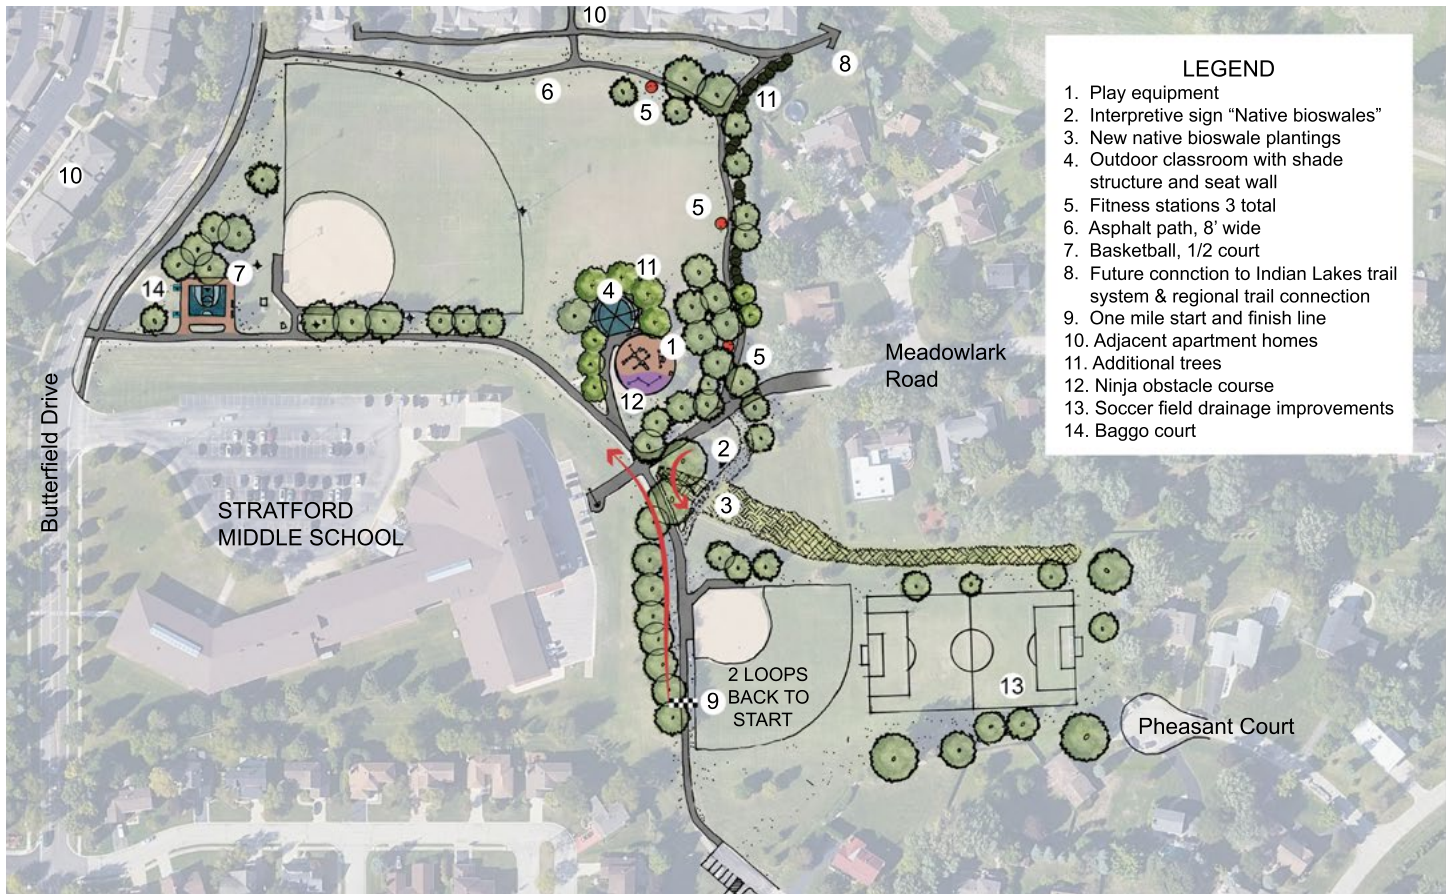 10
8
6
11
5
10
5
7
11
14
4
1
5
12
Meadowlark
Road
2
3
Butterfield Drive
STRATFORD
MIDDLE SCHOOL
9
2 LOOPS
BACK TO
START
13
Pheasant Court
LEGEND
1. Play equipment
2. Interpretive sign “Native bioswales”
3. New native bioswale plantings
4. Outdoor classroom with shade
structure and seat wall
5. Fitness stations 3 total
6. Asphalt path, 8’ wide
7. Basketball, 1/2 court
8. Future connction to Indian Lakes trail
system & regional trail connection
9. One mile start and finish line
10. Adjacent apartment homes
11. Additional trees
12. Ninja obstacle course
13. Soccer field drainage improvements
14. Baggo court